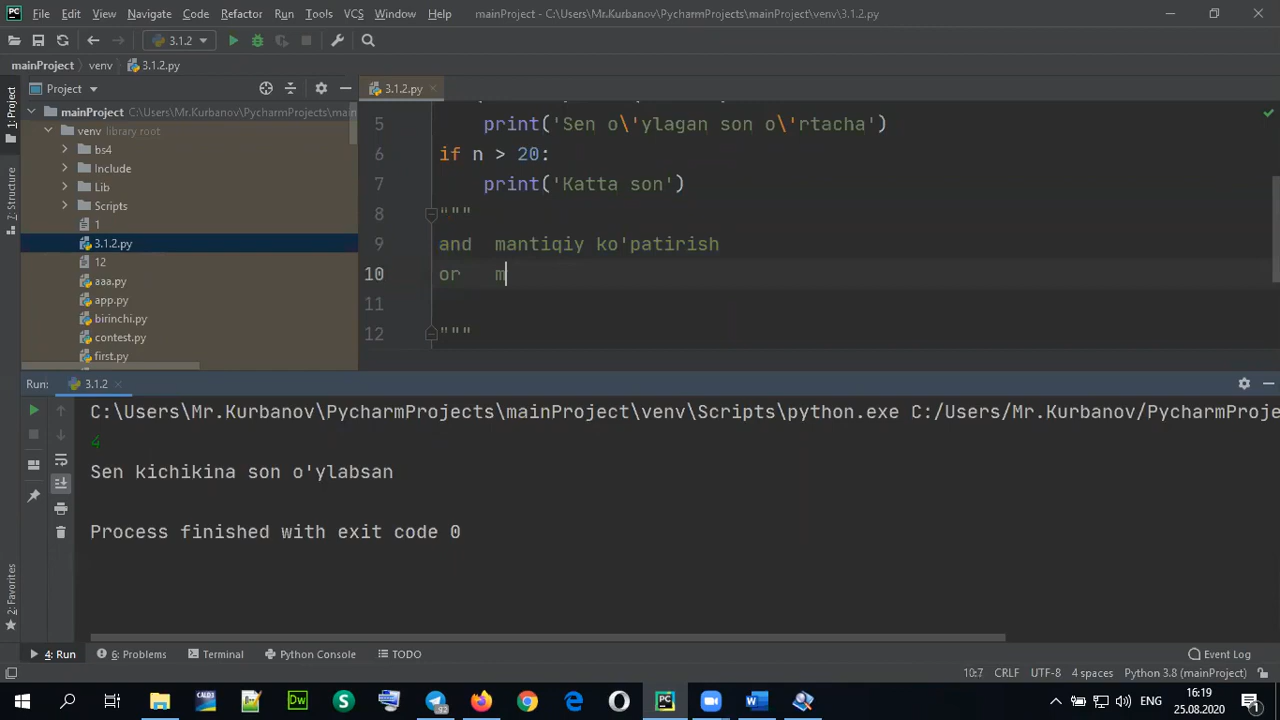 File Edit View Navigate Code Refactor Run Tools VCS Window Help mainProject - C:\Users\Mr.Kurbanov\PycharmProjects\mainProject\venv\3.1.2.py
3.1.2
mainProject venv 3.1.2.py
1: Project
Z: Structure
2: Favorites
Project
mainProject C:\Users\Mr.Kurbanov\PycharmProjects\ma
venv library root
bs4
Include
Lib
Scripts
1
3.1.2.py
12
aaa.py
app.py
birinchi.py
contest.py
first.py
3.1.2.py
5 print('Sen o\'ylagan son o\'rtacha')
6 if n > 20:
7 print('Katta son')
8 """
9 and mantiqiy ko'patirish
10 or m
11
12 """
Run: 3.1.2
C:\Users\Mr.Kurbanov\PycharmProjects\mainProject\venv\Scripts\python.exe C:/Users/Mr.Kurbanov/PycharmProje
4
Sen kichikina son o'ylabsan
Process finished with exit code 0
4: Run 6: Problems Terminal Python Console TODO Event Log
10:7 CRLF UTF-8 4 spaces Python 3.8 (mainProject)
ENG 16:19
25.08.2020